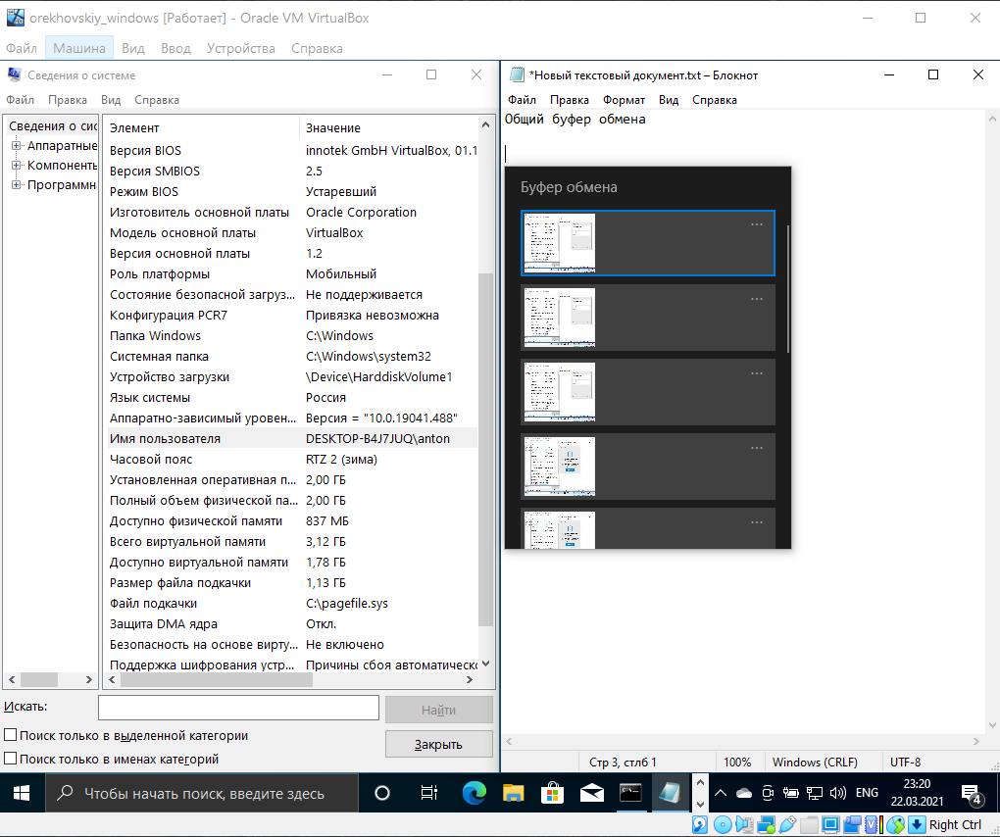 orekhovskiy_windows [Работает] - Oracle VM VirtualBox
Файл Машина Вид Ввод Устройства Справка
Сведения о системе
Файл Правка Вид Справка
Сведения о сис
Аппаратные
Компоненть
Программн
Элемент Значение
Версия BIOS innotek GmbH VirtualBox, 01.1
Версия SMBIOS 2.5
Режим BIOS Устаревший
Изготовитель основной платы Oracle Corporation
Модель основной платы VirtualBox
Версия основной платы 1.2
Роль платформы Мобильный
Состояние безопасной загруз... Не поддерживается
Конфигурация PCR7 Привязка невозможна
Папка Windows C:\Windows
Системная папка C:\Windows\system32
Устройство загрузки \Device\HarddiskVolume1
Язык системы Россия
Аппаратно-зависимый уровен... Версия = "10.0.19041.488"
Имя пользователя DESKTOP-B4J7JUQ\anton
Часовой пояс RTZ 2 (зима)
Установленная оперативная п... 2,00 ГБ
Полный объем физической па... 2,00 ГБ
Доступно физической памяти 837 МБ
Всего виртуальной памяти 3,12 ГБ
Доступно виртуальной памяти 1,78 ГБ
Размер файла подкачки 1,13 ГБ
Файл подкачки C:\pagefile.sys
Защита DMA ядра Откл.
Безопасность на основе вирту... Не включено
Поддержка шифрования устр... Причины сбоя автоматическо
Искать: Найти
Поиск только в выделенной категории Закрыть
Поиск только в именах категорий
*Новый текстовый документ.txt – Блокнот
Файл Правка Формат Вид Справка
Общий буфер обмена
Буфер обмена
Стр 3, стлб 1 100% Windows (CRLF) UTF-8
Чтобы начать поиск, введите здесь
ENG
23:20
22.03.2021
4
Right Ctrl